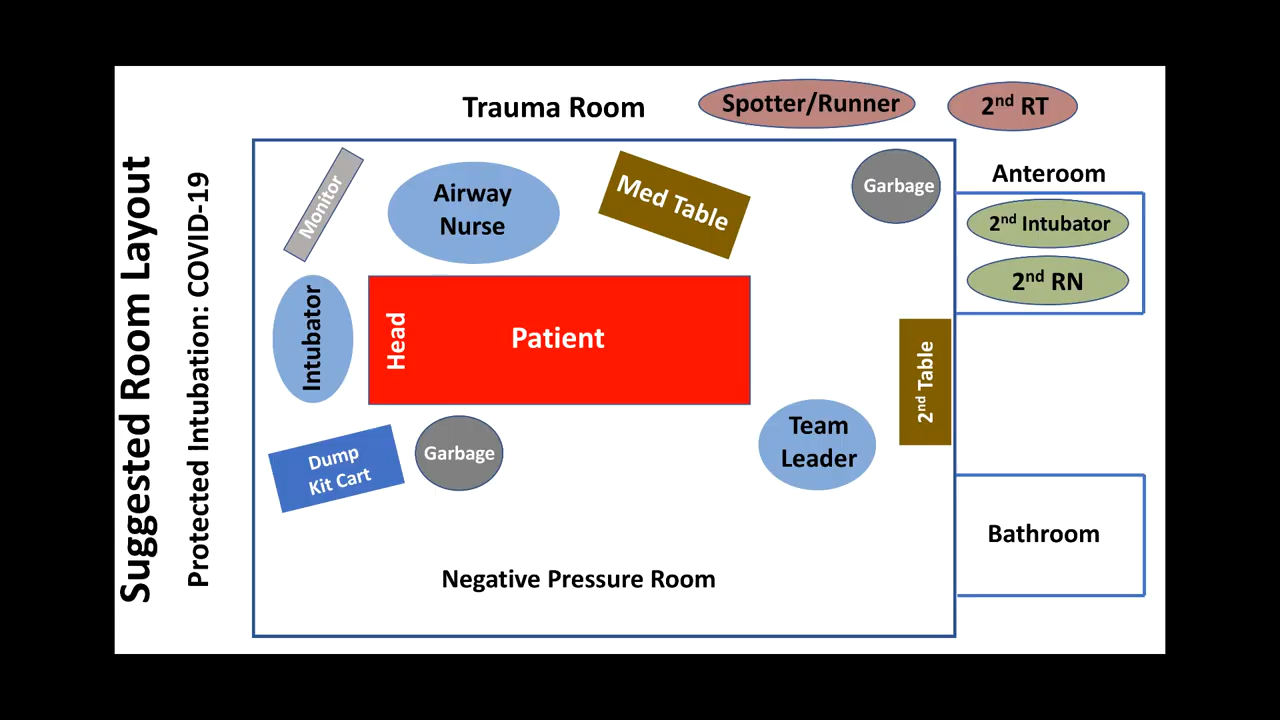 Suggested Room Layout
Protected Intubation: COVID-19
Trauma Room
Spotter/Runner
2nd RT
Monitor
Airway
Nurse
Med Table
Garbage
Anteroom
2nd Intubator
2nd RN
Intubator
Head
Patient
2nd Table
Dump
Kit Cart
Garbage
Team
Leader
Bathroom
Negative Pressure Room